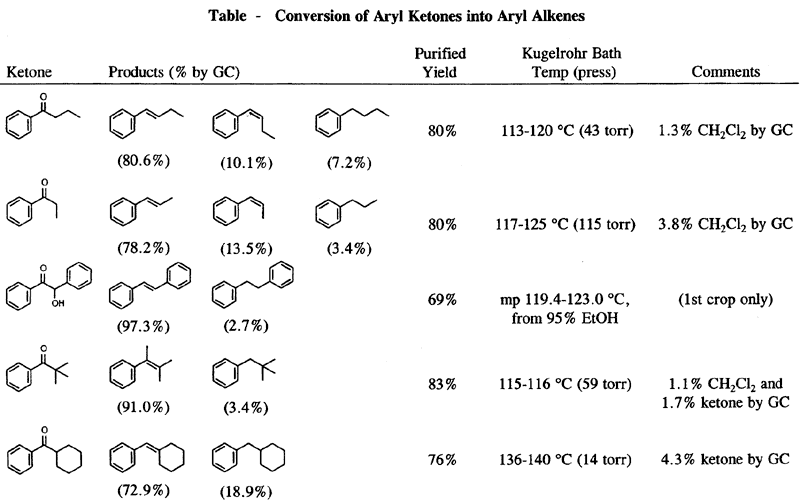 Table - Conversion of Aryl Ketones into Aryl Alkenes
Purified Kugelrohr Bath
Ketone Products (% by GC) Yield Temp (press) Comments
O
80% 113-120 °C (43 torr) 1.3% CH₂Cl₂ by GC
(80.6%) (10.1%) (7.2%)
O
80% 117-125 °C (115 torr) 3.8% CH₂Cl₂ by GC
(78.2%) (13.5%) (3.4%)
O
69% mp 119.4-123.0 °C, (1st crop only)
OH
from 95% EtOH
(97.3%) (2.7%)
O
83% 115-116 °C (59 torr) 1.1% CH₂Cl₂ and
1.7% ketone by GC
(91.0%) (3.4%)
O
76% 136-140 °C (14 torr) 4.3% ketone by GC
(72.9%) (18.9%)